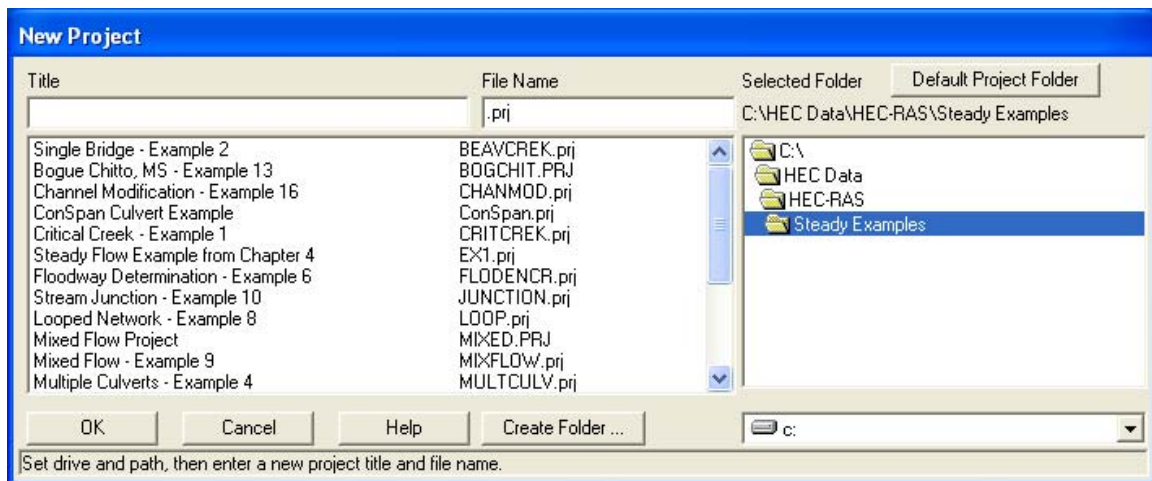 New Project
Title File Name Selected Folder Default Project Folder
.prj C:\HEC Data\HEC-RAS\Steady Examples
Single Bridge - Example 2 BEAVCREK.prj
Bogue Chitto, MS - Example 13 BOGCHIT.PRJ
Channel Modification - Example 16 CHANMOD.prj
ConSpan Culvert Example ConSpan.prj
Critical Creek - Example 1 CRITCREK.prj
Steady Flow Example from Chapter 4 EX1.prj
Floodway Determination - Example 6 FLODENCR.prj
Stream Junction - Example 10 JUNCTION.prj
Looped Network - Example 8 LOOP.prj
Mixed Flow Project MIXED.PRJ
Mixed Flow - Example 9 MIXFLOW.prj
Multiple Culverts - Example 4 MULTCULV.prj
C:\
HEC Data
HEC-RAS
Steady Examples
OK Cancel Help Create Folder ... c:
Set drive and path, then enter a new project title and file name.